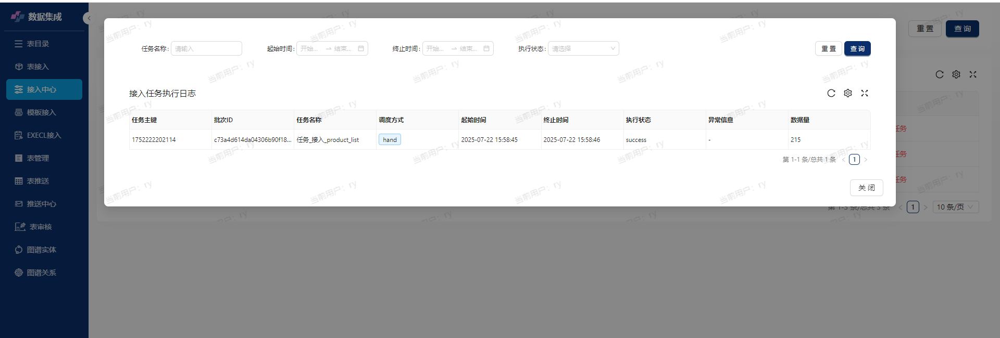 数据集成
表目录
表接入
接入中心
模板接入
EXECL接入
表管理
表推送
推送中心
表审核
图谱实体
图谱关系
重 置
查 询
任务名称:
请输入
起始时间:
开始...
结束...
终止时间:
开始...
结束...
执行状态:
请选择
重 置
查 询
接入任务执行日志
任务主键
批次ID
任务名称
调度方式
起始时间
终止时间
执行状态
异常信息
数据量
1752222202114
c73a4d614da04306b90f18...
任务_接入_product_list
hand
2025-07-22 15:58:45
2025-07-22 15:58:46
success
-
215
第 1-1 条/总共 1 条
1
关 闭
任务
任务
任务
第 1-3 条/总共 3 条
1
10 条/页
当前用户：ry